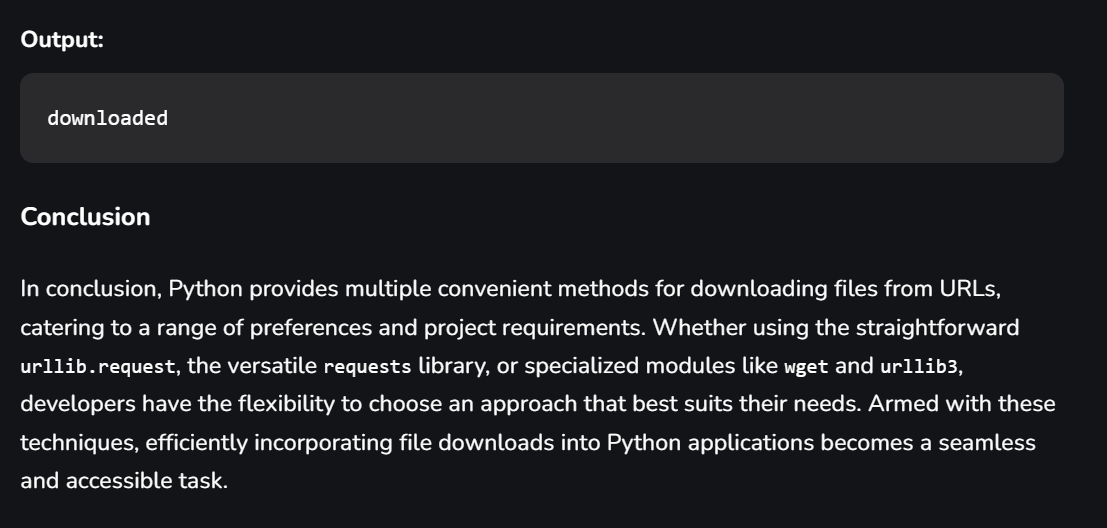 Output:
downloaded
Conclusion
In conclusion, Python provides multiple convenient methods for downloading files from URLs,
catering to a range of preferences and project requirements. Whether using the straightforward
urllib.request, the versatile requests library, or specialized modules like wget and urllib3,
developers have the flexibility to choose an approach that best suits their needs. Armed with these
techniques, efficiently incorporating file downloads into Python applications becomes a seamless
and accessible task.